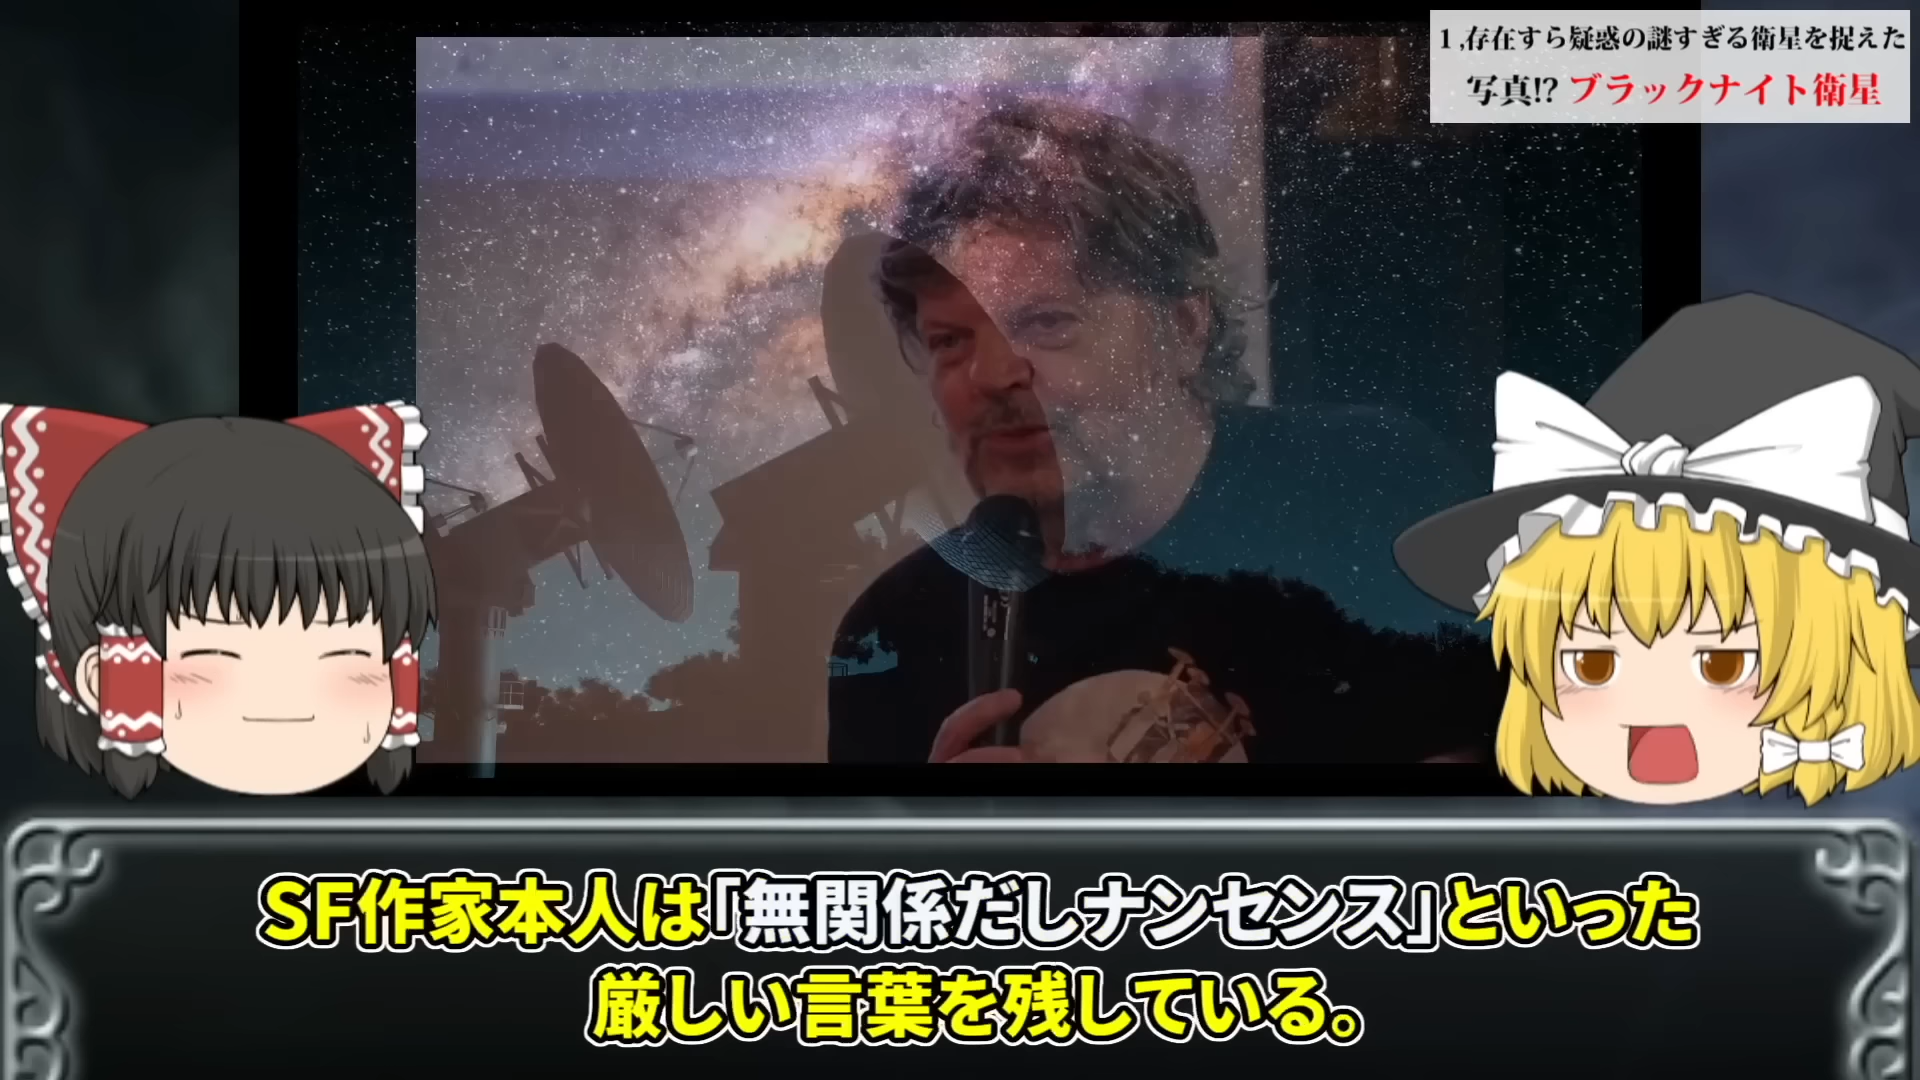 1,存在すら疑惑の謎すぎる衛星を捉えた
写真!? ブラックナイト衛星
SF作家本人は「無関係だしナンセンス」といった
厳しい言葉を残している。